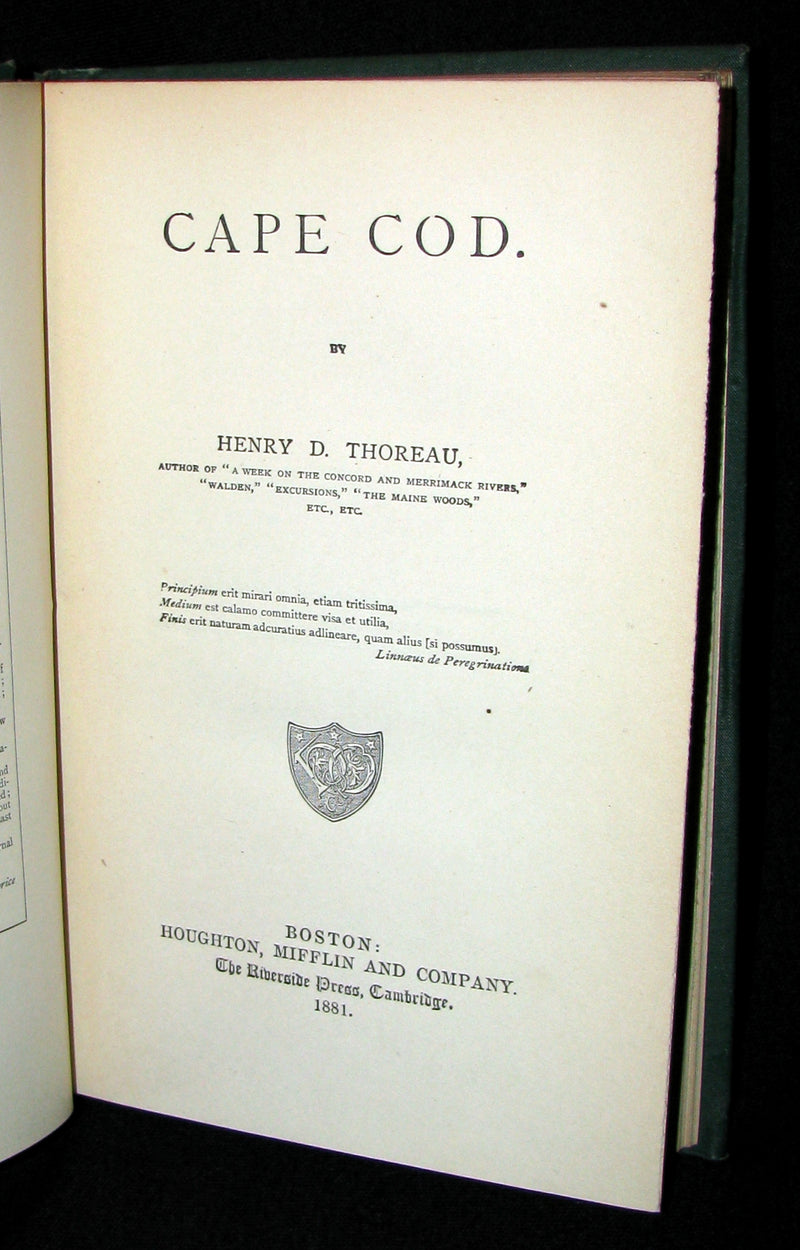 CAPE COD.
BY
HENRY D. THOREAU,
AUTHOR OF "A WEEK ON THE CONCORD AND MERRIMACK RIVERS,"
"WALDEN," "EXCURSIONS," "THE MAINE WOODS,"
ETC., ETC.
Principium erit mirari omnia, etiam tritissima,
Medium est calamo committere visa et utilia,
Finis erit naturam adcuratius adlineare, quam alius [si possumus].
Linnæus de Peregrinatione
BOSTON:
HOUGHTON, MIFFLIN AND COMPANY.
The Riverside Press, Cambridge.
1881.